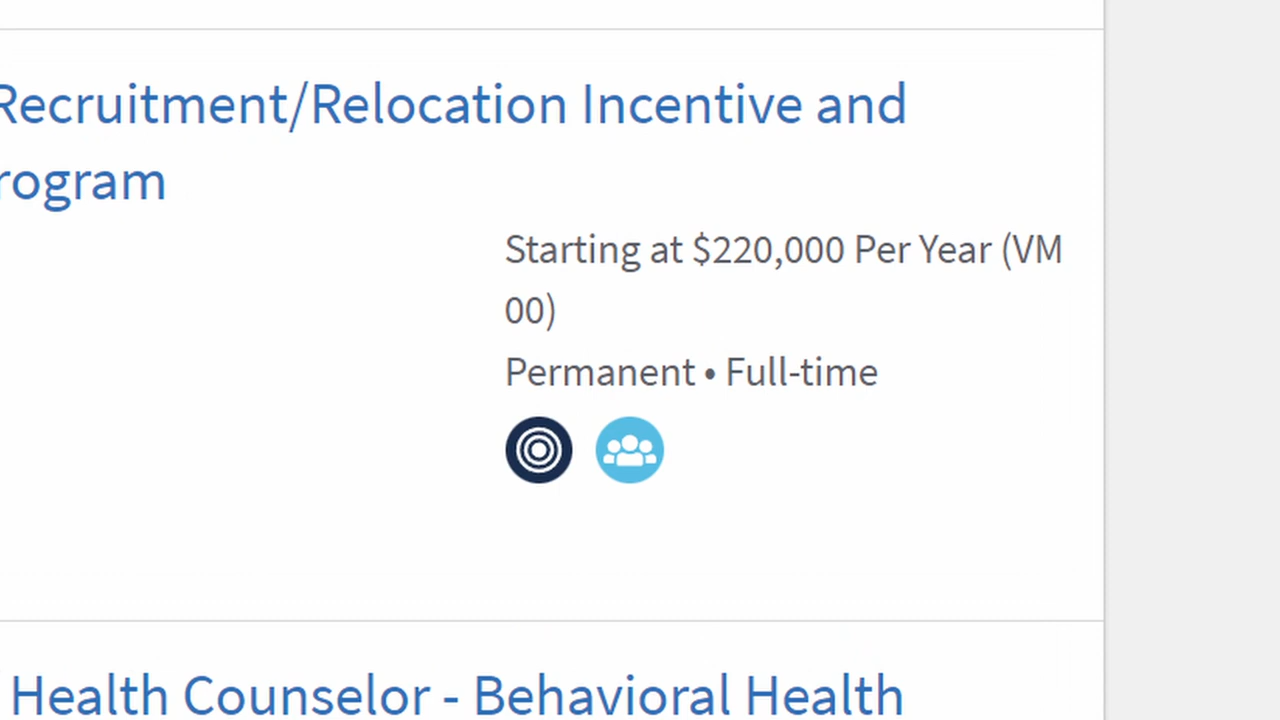 Recruitment/Relocation Incentive and
rogram
Starting at $220,000 Per Year (VM
00)
Permanent • Full-time
Health Counselor - Behavioral Health